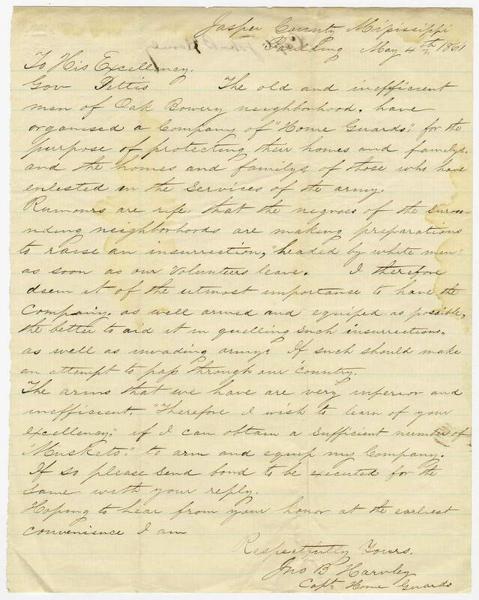 Jasper County Mississippi
Paulding May 4th 1861
To His Excellency.
Gov Pettis The old and inefficient
men of Oak Bowery neighborhood. have
organised a Company of "Home Guards"; for the
purpose of protecting their homes and familys.
and the homes and familys of those who have
enlested in the Services of the army.
Rumours are rife that the negroes of the Surrou-
nding neighborhoods are making preparations
to raise an insurrection, "headed by white men"
as soon as our Volunteers leave. I therefore
deem it of the utmost importance to have the
Company, as well armed and equiped as possible,
the better to aid it in quelling such insurrections.
as well as invading army: If such should make
an attempt to pass through our country.
The arms that we have are very inferior and
inefficient "Therefore I wish to learn of your
excellency," if I can obtain a sufficient number of
"Muskets" to arm and equip my Company.
If so please send bond to be executed for the
same with your reply.
Hoping to hear from your honor at the earliest
convenience I am
Respectfully Yours.
Jno B Harvley
Capt Home Guards